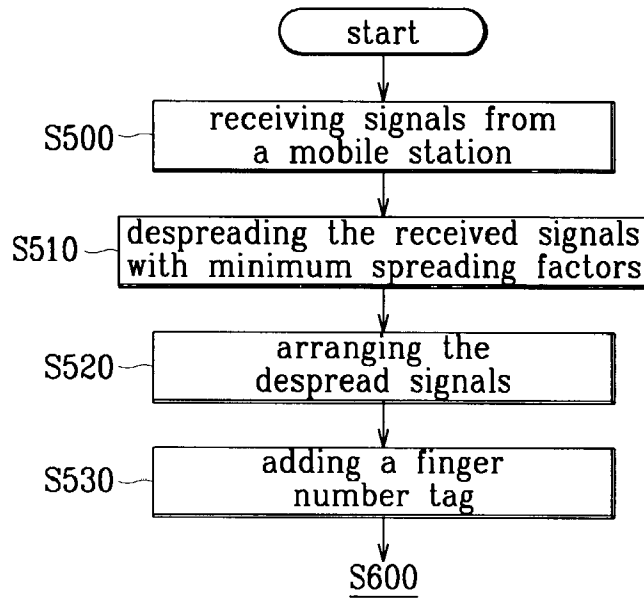 start
S500
receiving signals from
a mobile station
S510
despreading the received signals
with minimum spreading factors
S520
arranging the
despread signals
S530
adding a finger
number tag
S600